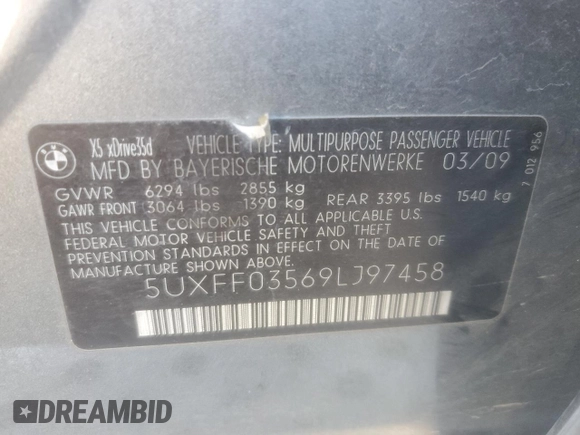 BMW
X5 xDrive35d
VEHICLE TYPE: MULTIPURPOSE PASSENGER VEHICLE
MFD BY BAYERISCHE MOTORENWERKE 03/09
GVWR 6294 lbs 2855 kg
GAWR FRONT 3064 lbs 1390 kg REAR 3395 lbs 1540 kg
THIS VEHICLE CONFORMS TO ALL APPLICABLE U.S.
FEDERAL MOTOR VEHICLE SAFETY AND THEFT
PREVENTION STANDARDS IN EFFECT ON THE DATE OF
MANUFACTURE SHOWN ABOVE.
5UXFF03569LJ97458
7 012 956
DREAMBID